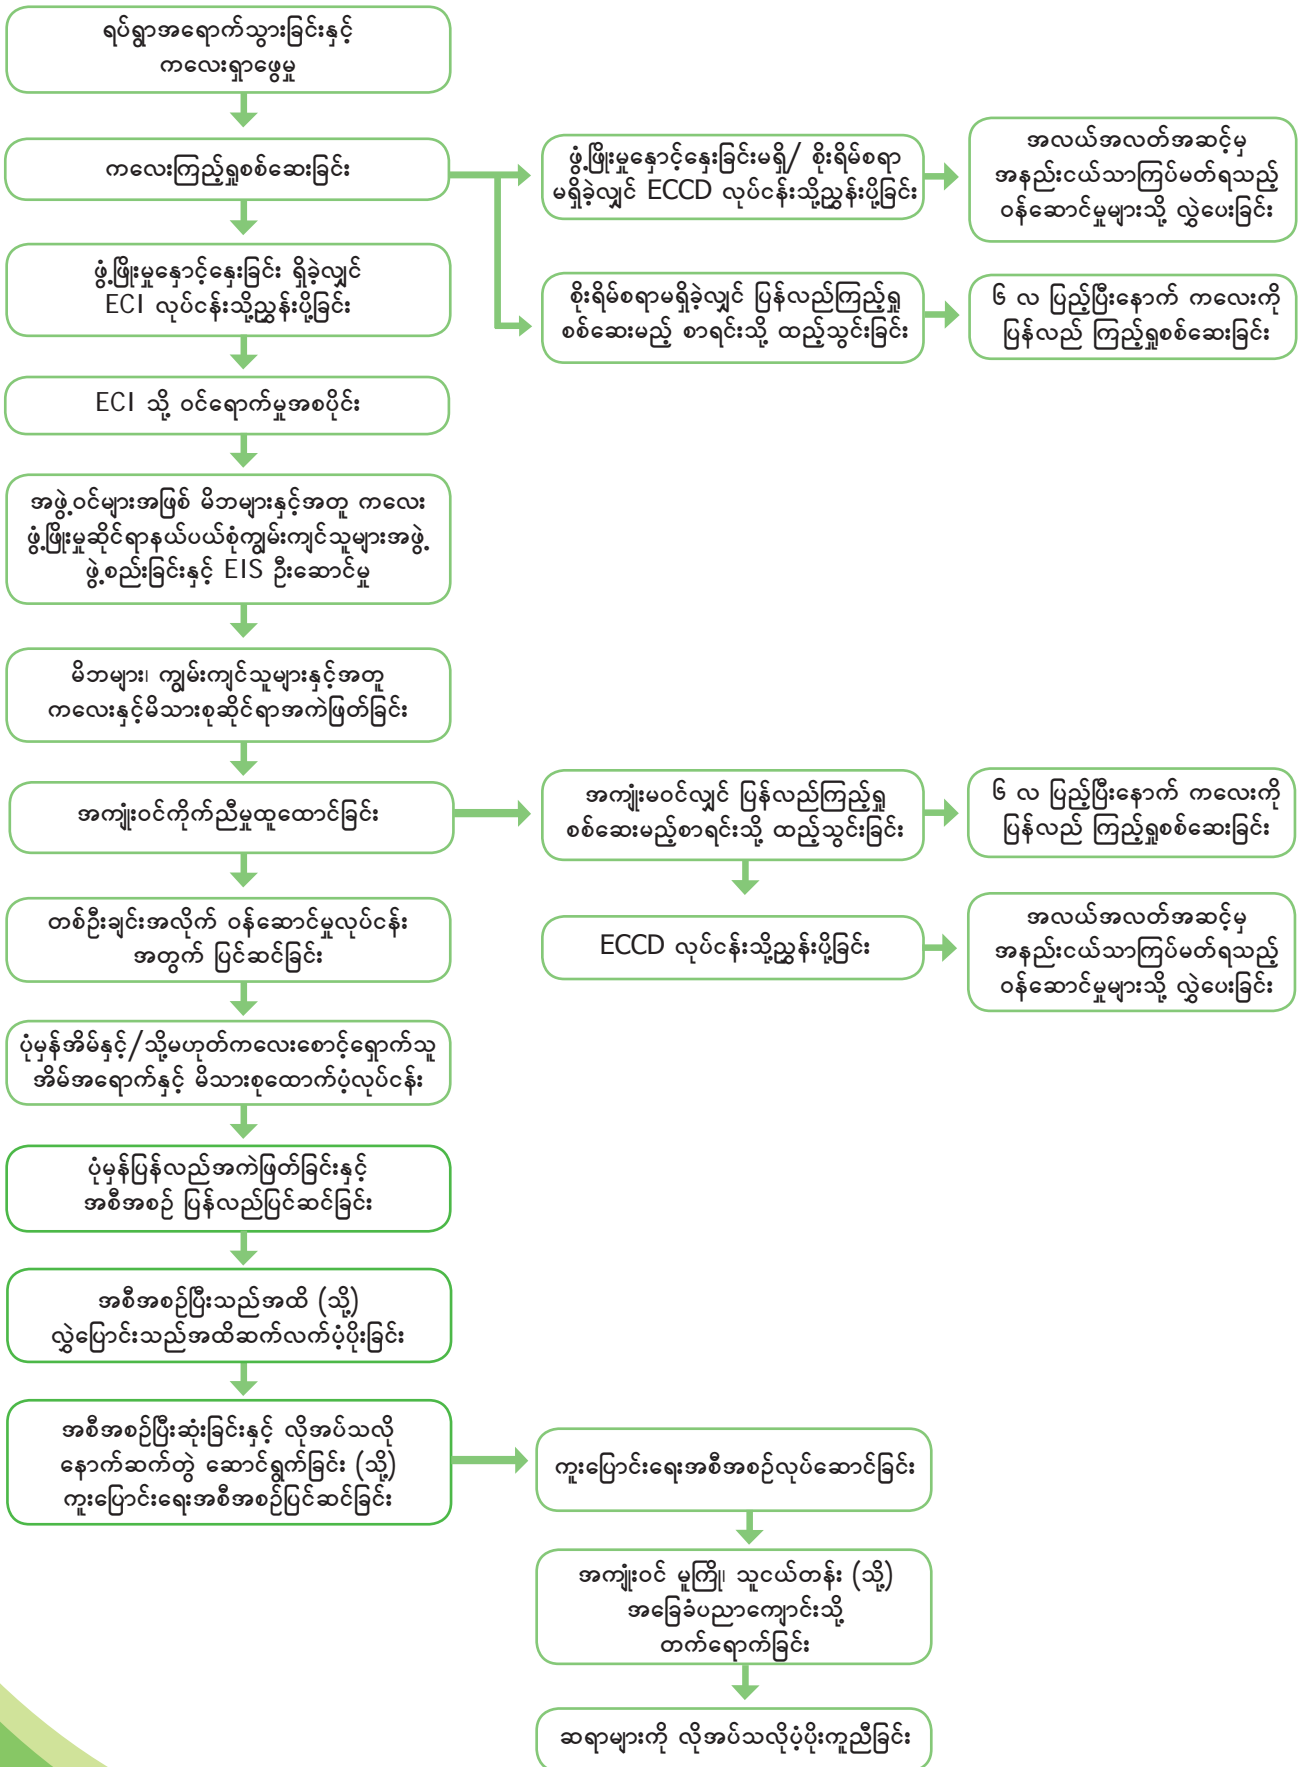 ရပ်ရွာအရောက်သွားခြင်းနှင့်
ကလေးရှာဖွေမှု
ကလေးကြည့်ရှုစစ်ဆေးခြင်း
ဖွံ့ဖြိုးမှုနှောင့်နှေးခြင်းမရှိ/ စိုးရိမ်စရာ
မရှိခဲ့လျှင် ECCD လုပ်ငန်းသို့ညွှန်းပို့ခြင်း
အလယ်အလတ်အဆင့်မှ
အနည်းငယ်သာကြပ်မတ်ရသည့်
ဝန်ဆောင်မှုများသို့ လွှဲပေးခြင်း
ဖွံ့ဖြိုးမှုနှောင့်နှေးခြင်း ရှိခဲ့လျှင်
ECI လုပ်ငန်းသို့ညွှန်းပို့ခြင်း
စိုးရိမ်စရာမရှိခဲ့လျှင် ပြန်လည်ကြည့်ရှု
စစ်ဆေးမည့် စာရင်းသို့ ထည့်သွင်းခြင်း
၆ လ ပြည့်ပြီးနောက် ကလေးကို
ပြန်လည် ကြည့်ရှုစစ်ဆေးခြင်း
ECI သို့ ဝင်ရောက်မှုအစပိုင်း
အဖွဲ့ဝင်များအဖြစ် မိဘများနှင့်အတူ ကလေး
ဖွံ့ဖြိုးမှုဆိုင်ရာနယ်ပယ်စုံကျွမ်းကျင်သူများအဖွဲ့
ဖွဲ့စည်းခြင်းနှင့် EIS ဦးဆောင်မှု
မိဘများ၊ ကျွမ်းကျင်သူများနှင့်အတူ
ကလေးနှင့်မိသားစုဆိုင်ရာအကဲဖြတ်ခြင်း
အကျုံးဝင်ကိုက်ညီမှုထူထောင်ခြင်း
အကျုံးမဝင်လျှင် ပြန်လည်ကြည့်ရှု
စစ်ဆေးမည့်စာရင်းသို့ ထည့်သွင်းခြင်း
၆ လ ပြည့်ပြီးနောက် ကလေးကို
ပြန်လည် ကြည့်ရှုစစ်ဆေးခြင်း
တစ်ဦးချင်းအလိုက် ဝန်ဆောင်မှုလုပ်ငန်း
အတွက် ပြင်ဆင်ခြင်း
ECCD လုပ်ငန်းသို့ညွှန်းပို့ခြင်း
အလယ်အလတ်အဆင့်မှ
အနည်းငယ်သာကြပ်မတ်ရသည့်
ဝန်ဆောင်မှုများသို့ လွှဲပေးခြင်း
ပုံမှန်အိမ်နှင့်/သို့မဟုတ်ကလေးစောင့်ရှောက်သူ
အိမ်အရောက်နှင့် မိသားစုထောက်ပံ့လုပ်ငန်း
ပုံမှန်ပြန်လည်အကဲဖြတ်ခြင်းနှင့်
အစီအစဉ် ပြန်လည်ပြင်ဆင်ခြင်း
အစီအစဉ်ပြီးသည်အထိ (သို့)
လွှဲပြောင်းသည်အထိဆက်လက်ပံ့ပိုးခြင်း
အစီအစဉ်ပြီးဆုံးခြင်းနှင့် လိုအပ်သလို
နောက်ဆက်တွဲ ဆောင်ရွက်ခြင်း (သို့)
ကူးပြောင်းရေးအစီအစဉ်ပြင်ဆင်ခြင်း
ကူးပြောင်းရေးအစီအစဉ်လုပ်ဆောင်ခြင်း
အကျုံးဝင် မူကြို၊ သူငယ်တန်း (သို့)
အခြေခံပညာကျောင်းသို့
တက်ရောက်ခြင်း
ဆရာများကို လိုအပ်သလိုပံ့ပိုးကူညီခြင်း